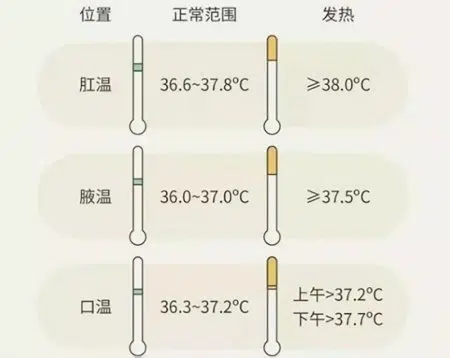 位置 正常范围 发热
肛温 36.6~37.8℃ ≥38.0℃
腋温 36.0~37.0℃ ≥37.5℃
口温 36.3~37.2℃ 上午>37.2℃
下午>37.7℃